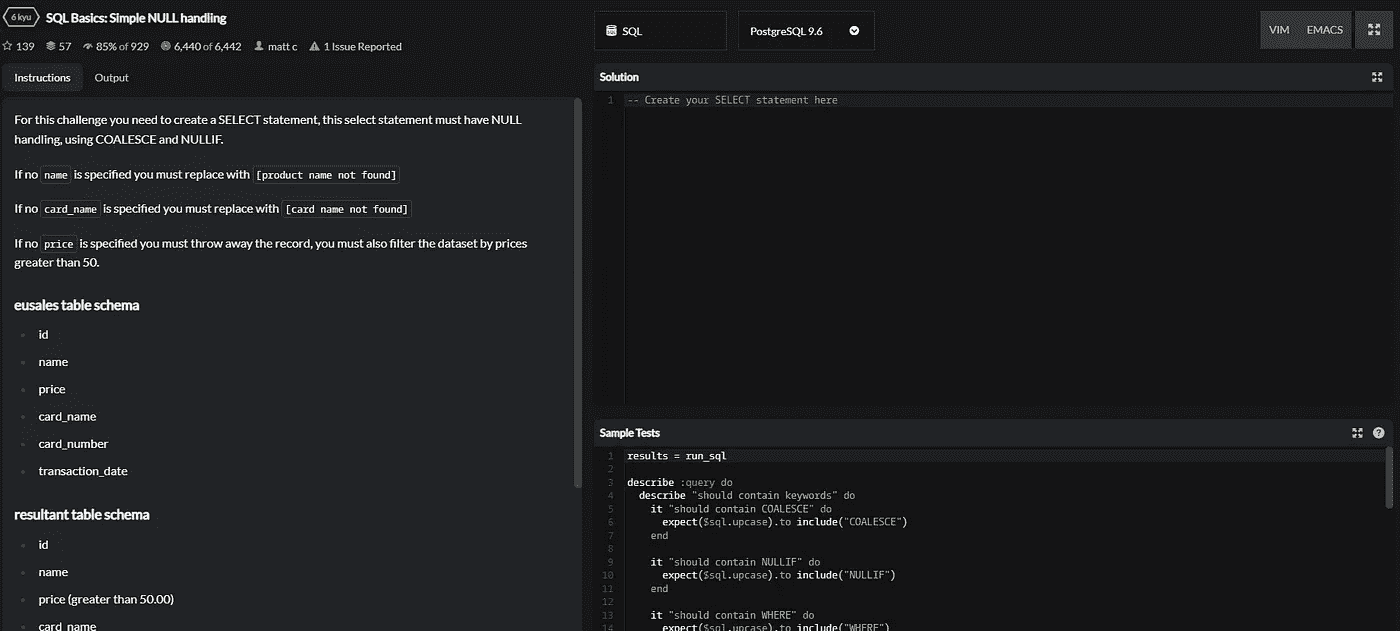 6 kyu SQL Basics: Simple NULL handling
139 57 85% of 929 6,440 of 6,442 matt c 1 Issue Reported
Instructions Output
For this challenge you need to create a SELECT statement, this select statement must have NULL
handling, using COALESCE and NULLIF.
If no name is specified you must replace with [product name not found]
If no card_name is specified you must replace with [card name not found]
If no price is specified you must throw away the record, you must also filter the dataset by prices
greater than 50.
eusales table schema
id
name
price
card_name
card_number
transaction_date
resultant table schema
id
name
price (greater than 50.00)
card_name
SQL PostgreSQL 9.6 VIM EMACS
Solution
1 -- Create your SELECT statement here
Sample Tests
1 results = run_sql
2
3 describe :query do
4 describe "should contain keywords" do
5 it "should contain COALESCE" do
6 expect($sql.upcase).to include("COALESCE")
7 end
8
9 it "should contain NULLIF" do
10 expect($sql.upcase).to include("NULLIF")
11 end
12
13 it "should contain WHERE" do
14 expect($sql.upcase).to include("WHERE")